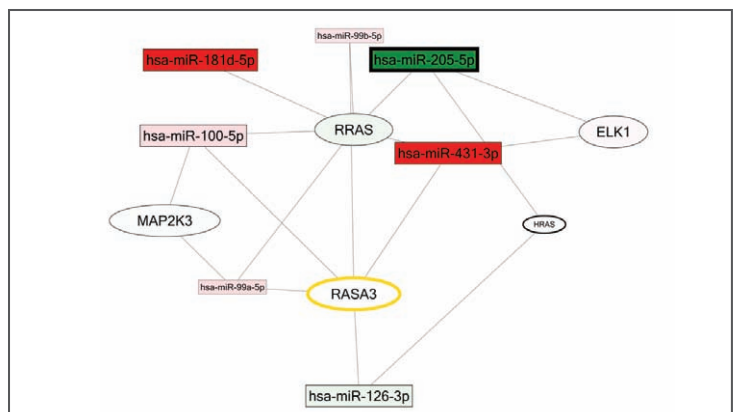 hsa-miR-99b-5p
hsa-miR-181d-5p
hsa-miR-205-5p
RRAS
ELK1
hsa-miR-100-5p
hsa-miR-431-3p
MAP2K3
HRAS
hsa-miR-99a-5p
RASA3
hsa-miR-126-3p